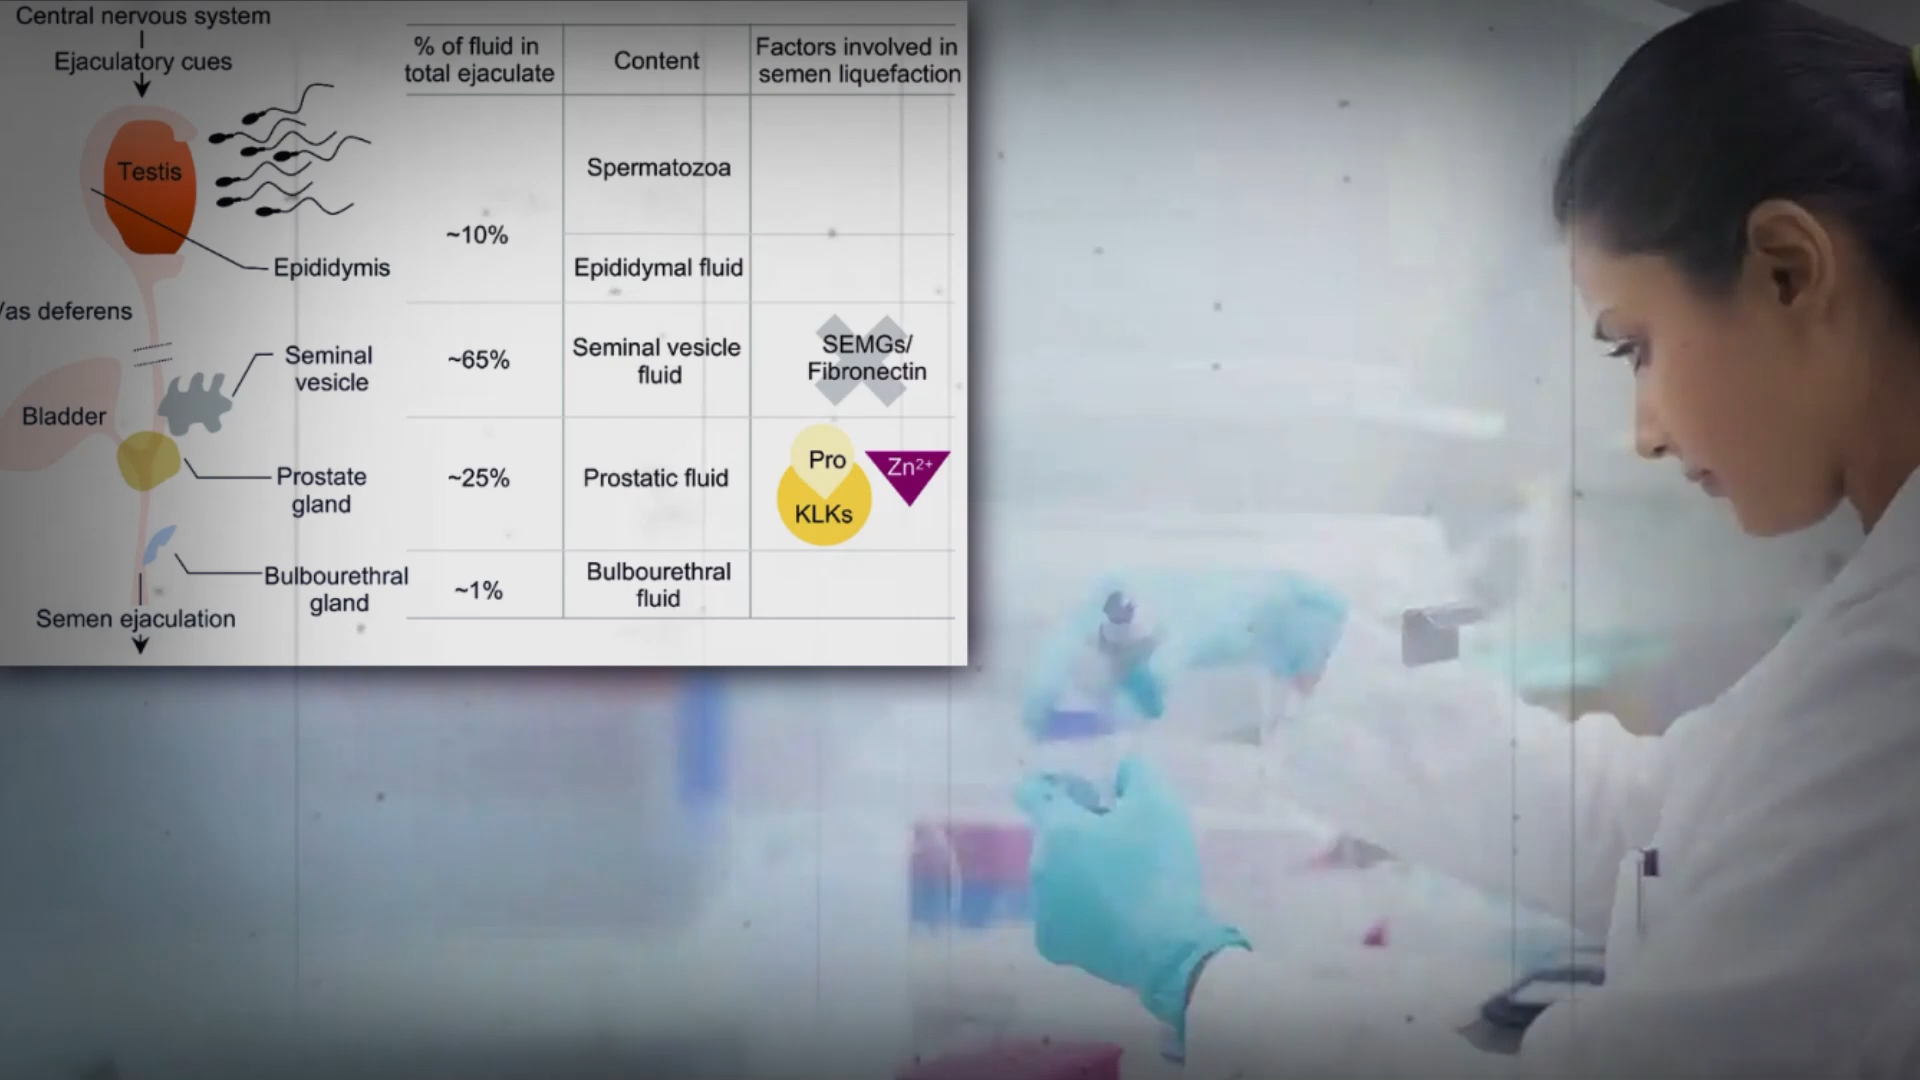 Central nervous system
Ejaculatory cues
Testis
Epididymis
Vas deferens
Seminal
vesicle
Bladder
Prostate
gland
Bulbourethral
gland
Semen ejaculation
% of fluid in
total ejaculate
Content
Factors involved in
semen liquefaction
~10%
Spermatozoa
Epididymal fluid
~65%
Seminal vesicle
fluid
SEMGs/
Fibronectin
~25%
Prostatic fluid
Pro
KLKs
Zn²⁺
~1%
Bulbourethral
fluid